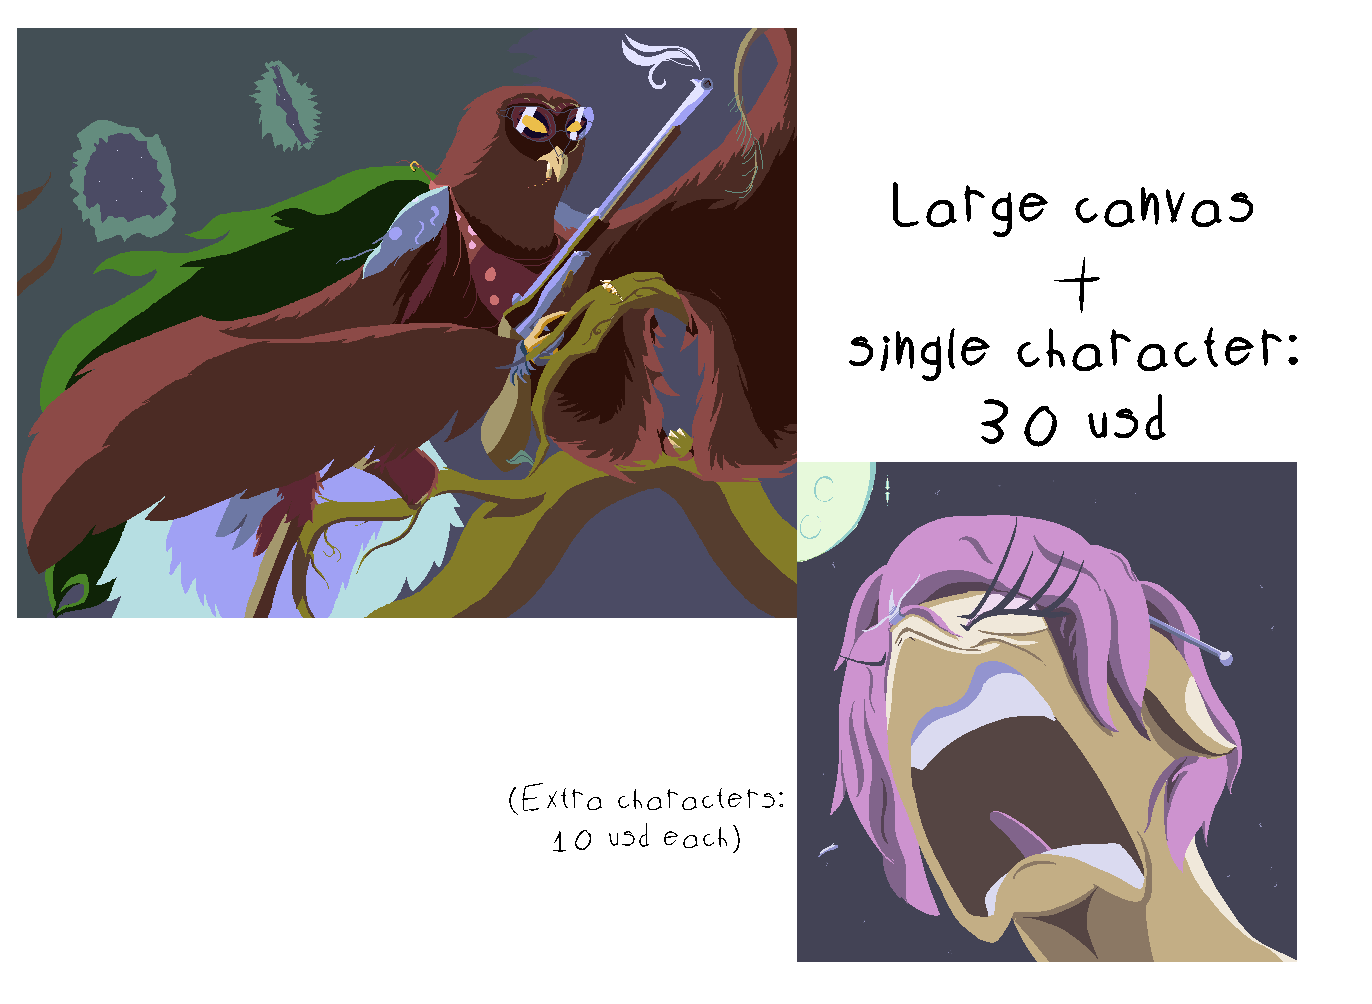 Large canvas
+
single character:
30 usd
(Extra characters:
10 usd each)